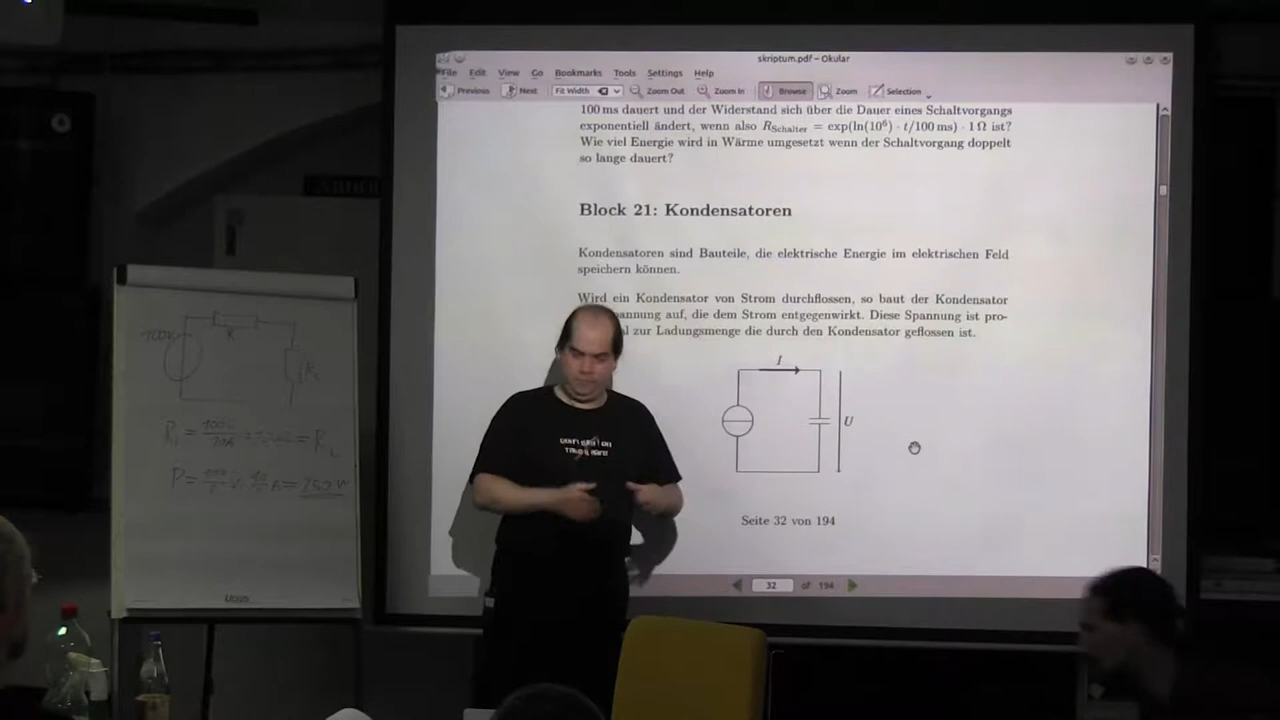 skriptum.pdf – Okular
File Edit View Go Bookmarks Tools Settings Help
Previous Next Fit Width Zoom Out Zoom In Browse Zoom Selection
100 ms dauert und der Widerstand sich über die Dauer eines Schaltvorgangs
exponentiell ändert, wenn also R_Schalter = exp(ln(10⁶) · t/100 ms) · 1 Ω ist?
Wie viel Energie wird in Wärme umgesetzt wenn der Schaltvorgang doppelt
so lange dauert?
Block 21: Kondensatoren
Kondensatoren sind Bauteile, die elektrische Energie im elektrischen Feld
speichern können.
Wird ein Kondensator von Strom durchflossen, so baut der Kondensator
pannung auf, die dem Strom entgegenwirkt. Diese Spannung ist pro-
l zur Ladungsmenge die durch den Kondensator geflossen ist.
I
U
Seite 32 von 194
32 of 194
R